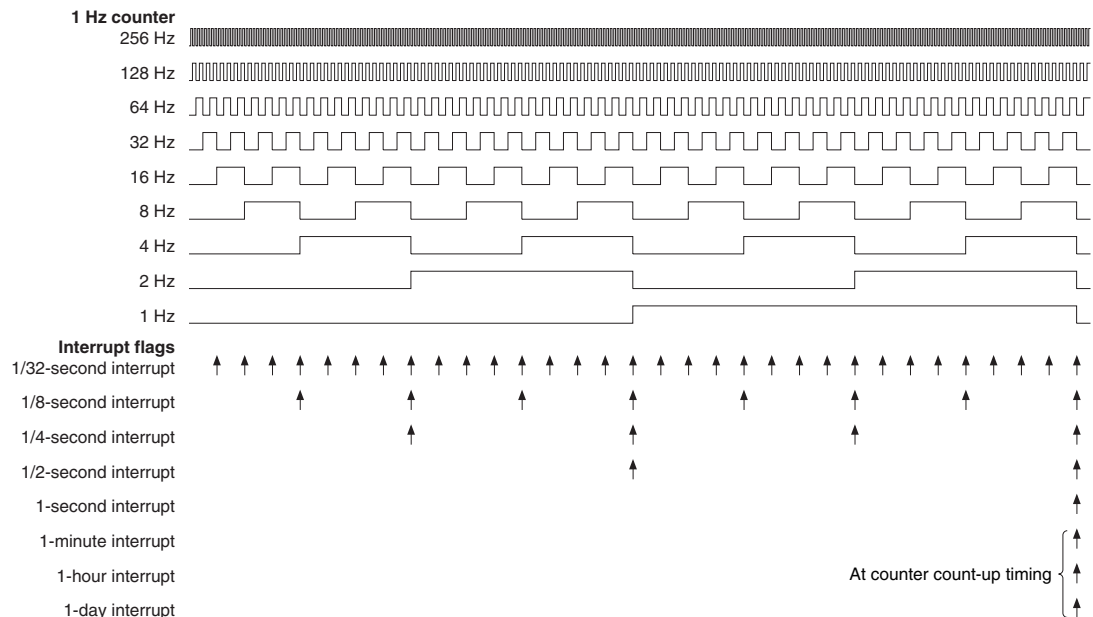 1 Hz counter
256 Hz
128 Hz
64 Hz
32 Hz
16 Hz
8 Hz
4 Hz
2 Hz
1 Hz
Interrupt flags
1/32-second interrupt
1/8-second interrupt
1/4-second interrupt
1/2-second interrupt
1-second interrupt
1-minute interrupt
1-hour interrupt
At counter count-up timing
1-day interrupt